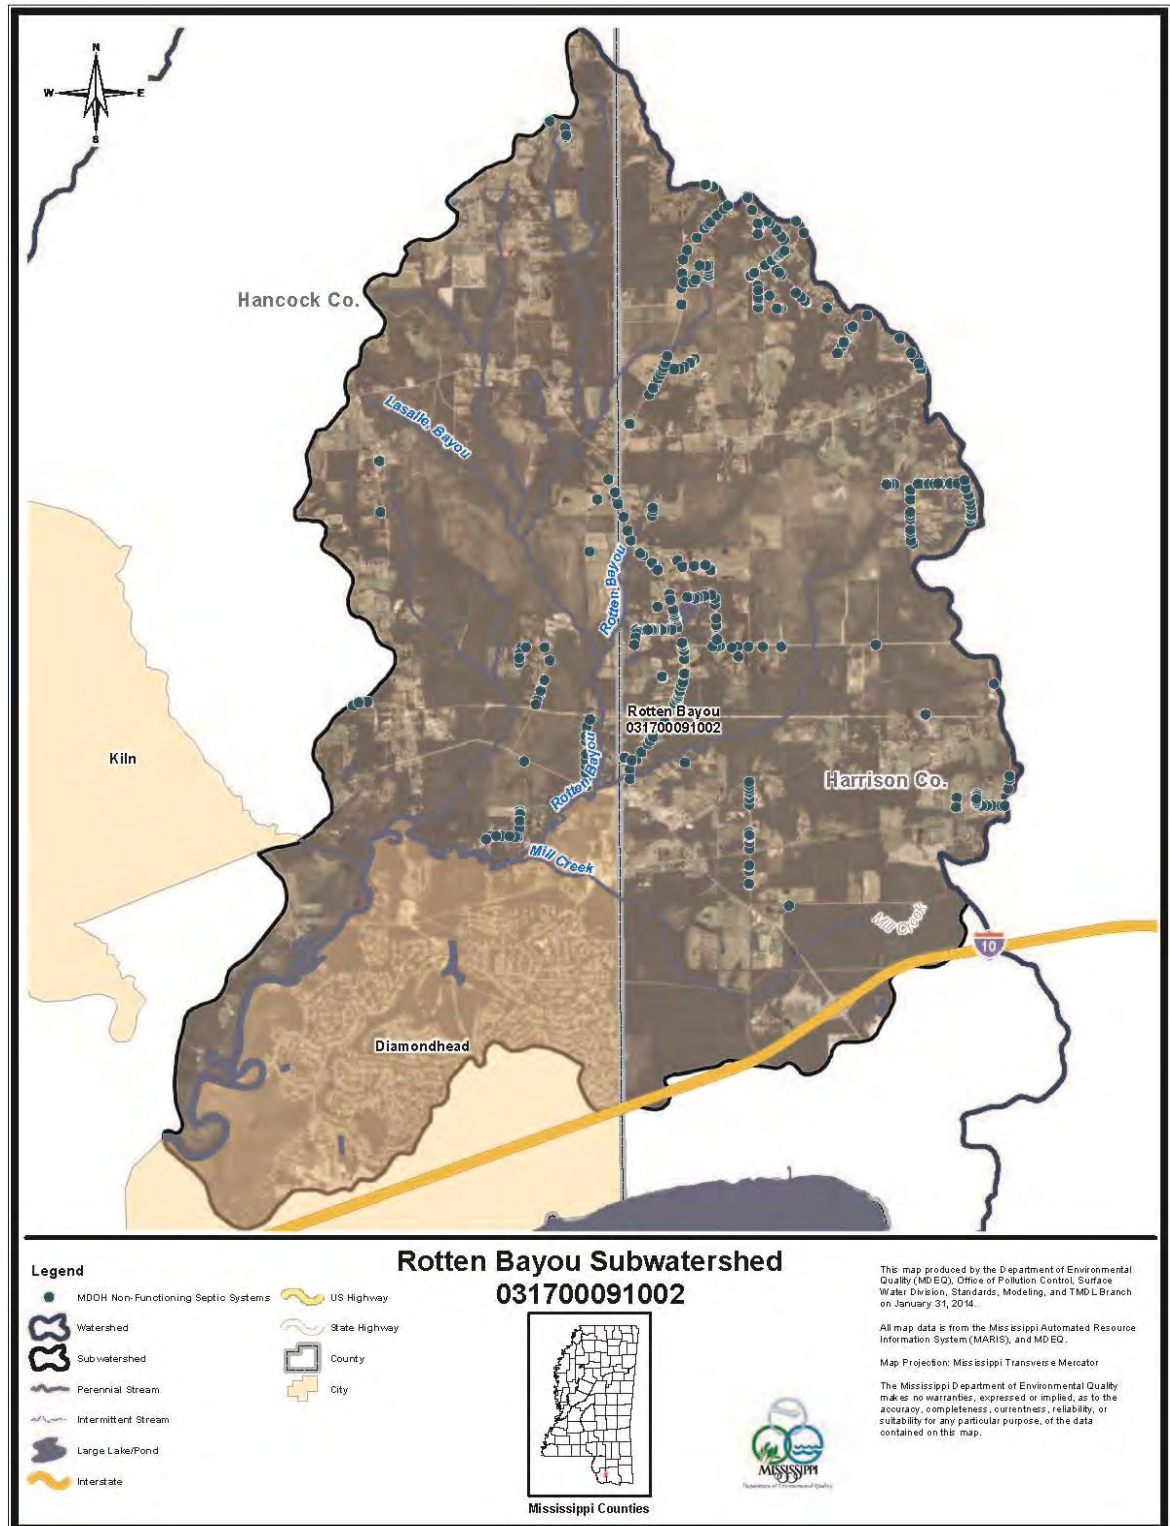 N
W E
S
Hancock Co.
Lasalle, Bayou
Rotten Bayou
Rotten Bayou
031700091002
Kiln
Rotten Bayou
Harrison Co.
Mill Creek
Mill Creek
10
Diamondhead
Rotten Bayou Subwatershed
031700091002
Legend
MDOH Non-Functioning Septic Systems
Watershed
Subwatershed
Perennial Stream
Intermittent Stream
Large Lake/Pond
Interstate
US Highway
State Highway
County
City
Mississippi Counties
MISSISSIPPI
Department of Environmental Quality
This map produced by the Department of Environmental
Quality (MDEQ), Office of Pollution Control, Surface
Water Division, Standards, Modeling, and TMDL Branch
on January 31, 2014.
All map data is from the Mississippi Automated Resource
Information System (MARIS), and MDEQ.
Map Projection: Mississippi Transverse Mercator
The Mississippi Department of Environmental Quality
makes no warranties, expressed or implied, as to the
accuracy, completeness, currentness, reliability, or
suitability for any particular purpose, of the data
contained on this map.